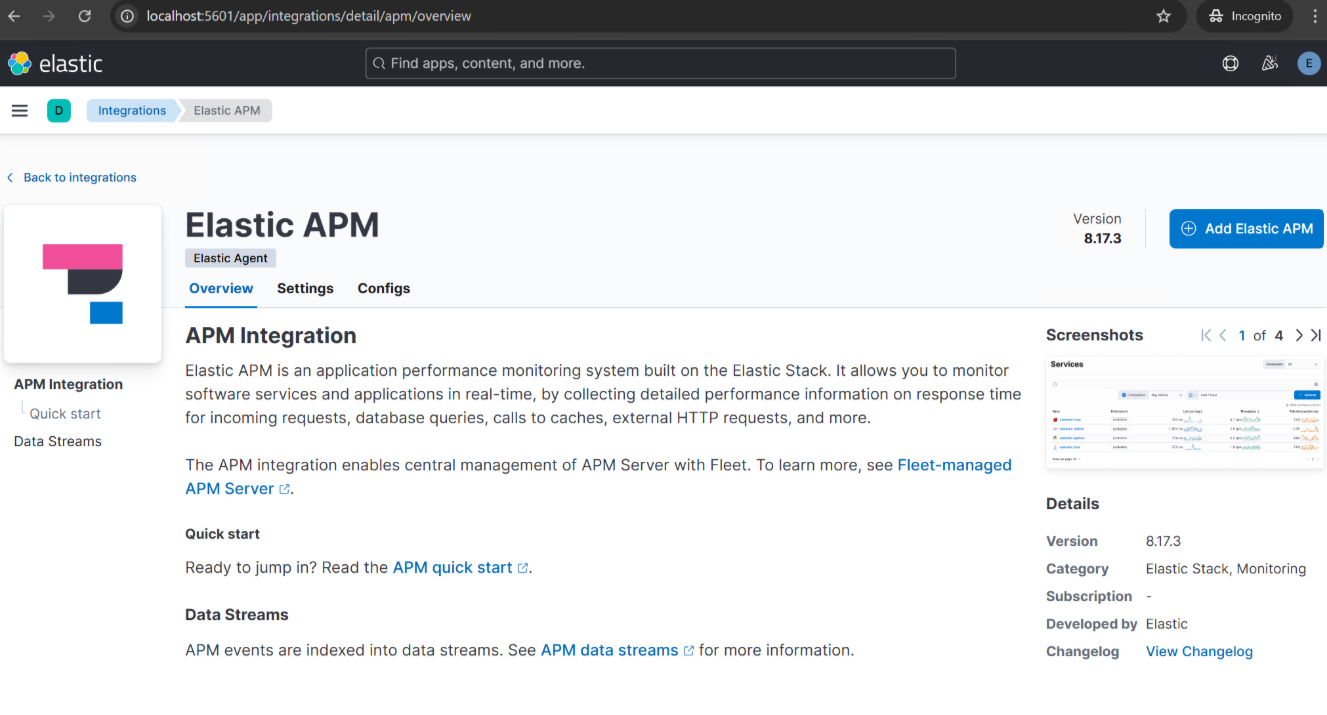 localhost:5601/app/integrations/detail/apm/overview
Incognito
elastic
Find apps, content, and more.
E
D
Integrations
Elastic APM
Back to integrations
Elastic APM
Elastic Agent
Version
8.17.3
Add Elastic APM
Overview
Settings
Configs
APM Integration
Quick start
Data Streams
APM Integration
Elastic APM is an application performance monitoring system built on the Elastic Stack. It allows you to monitor
software services and applications in real-time, by collecting detailed performance information on response time
for incoming requests, database queries, calls to caches, external HTTP requests, and more.
The APM integration enables central management of APM Server with Fleet. To learn more, see Fleet-managed
APM Server.
Quick start
Ready to jump in? Read the APM quick start.
Data Streams
APM events are indexed into data streams. See APM data streams for more information.
Screenshots
1 of 4
Services
Details
Version 8.17.3
Category Elastic Stack, Monitoring
Subscription -
Developed by Elastic
Changelog View Changelog